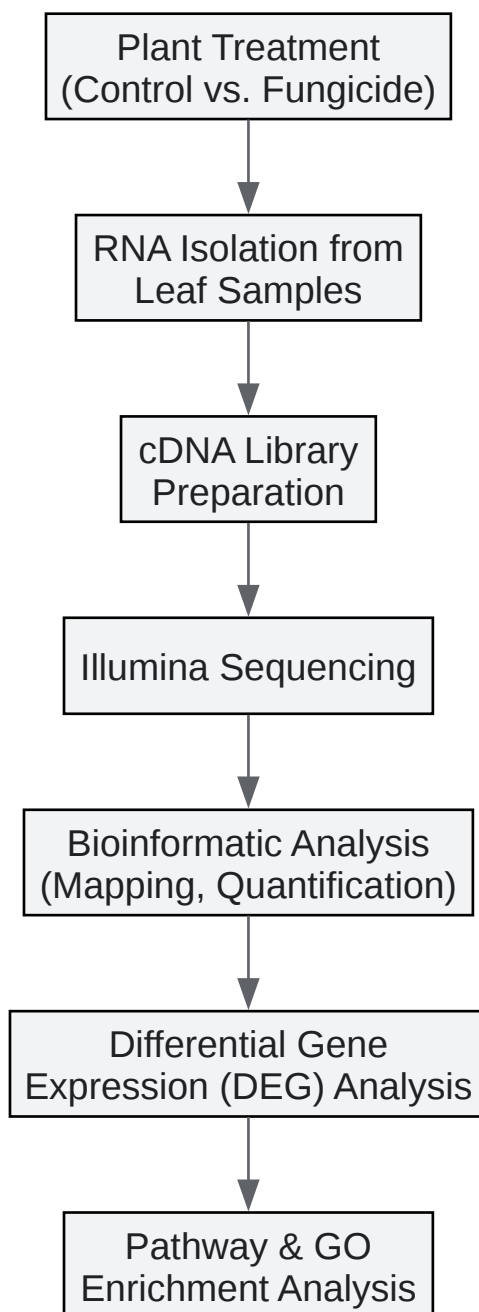 Plant Treatment
(Control vs. Fungicide)
RNA Isolation from
Leaf Samples
cDNA Library
Preparation
Illumina Sequencing
Bioinformatic Analysis
(Mapping, Quantification)
Differential Gene
Expression (DEG) Analysis
Pathway & GO
Enrichment Analysis